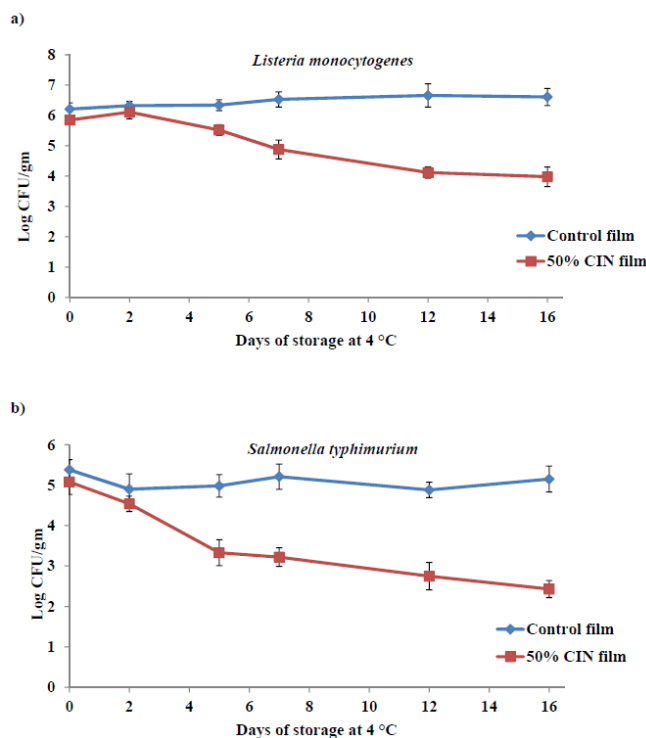 a)
Listeria monocytogenes
8
7
6
5
4
3
2
1
0
Log CFU/gm
0 2 4 6 8 10 12 14 16
Days of storage at 4 °C
Control film
50% CIN film
b)
Salmonella typhimurium
6
5
4
3
2
1
0
Log CFU/gm
0 2 4 6 8 10 12 14 16
Days of storage at 4 °C
Control film
50% CIN film